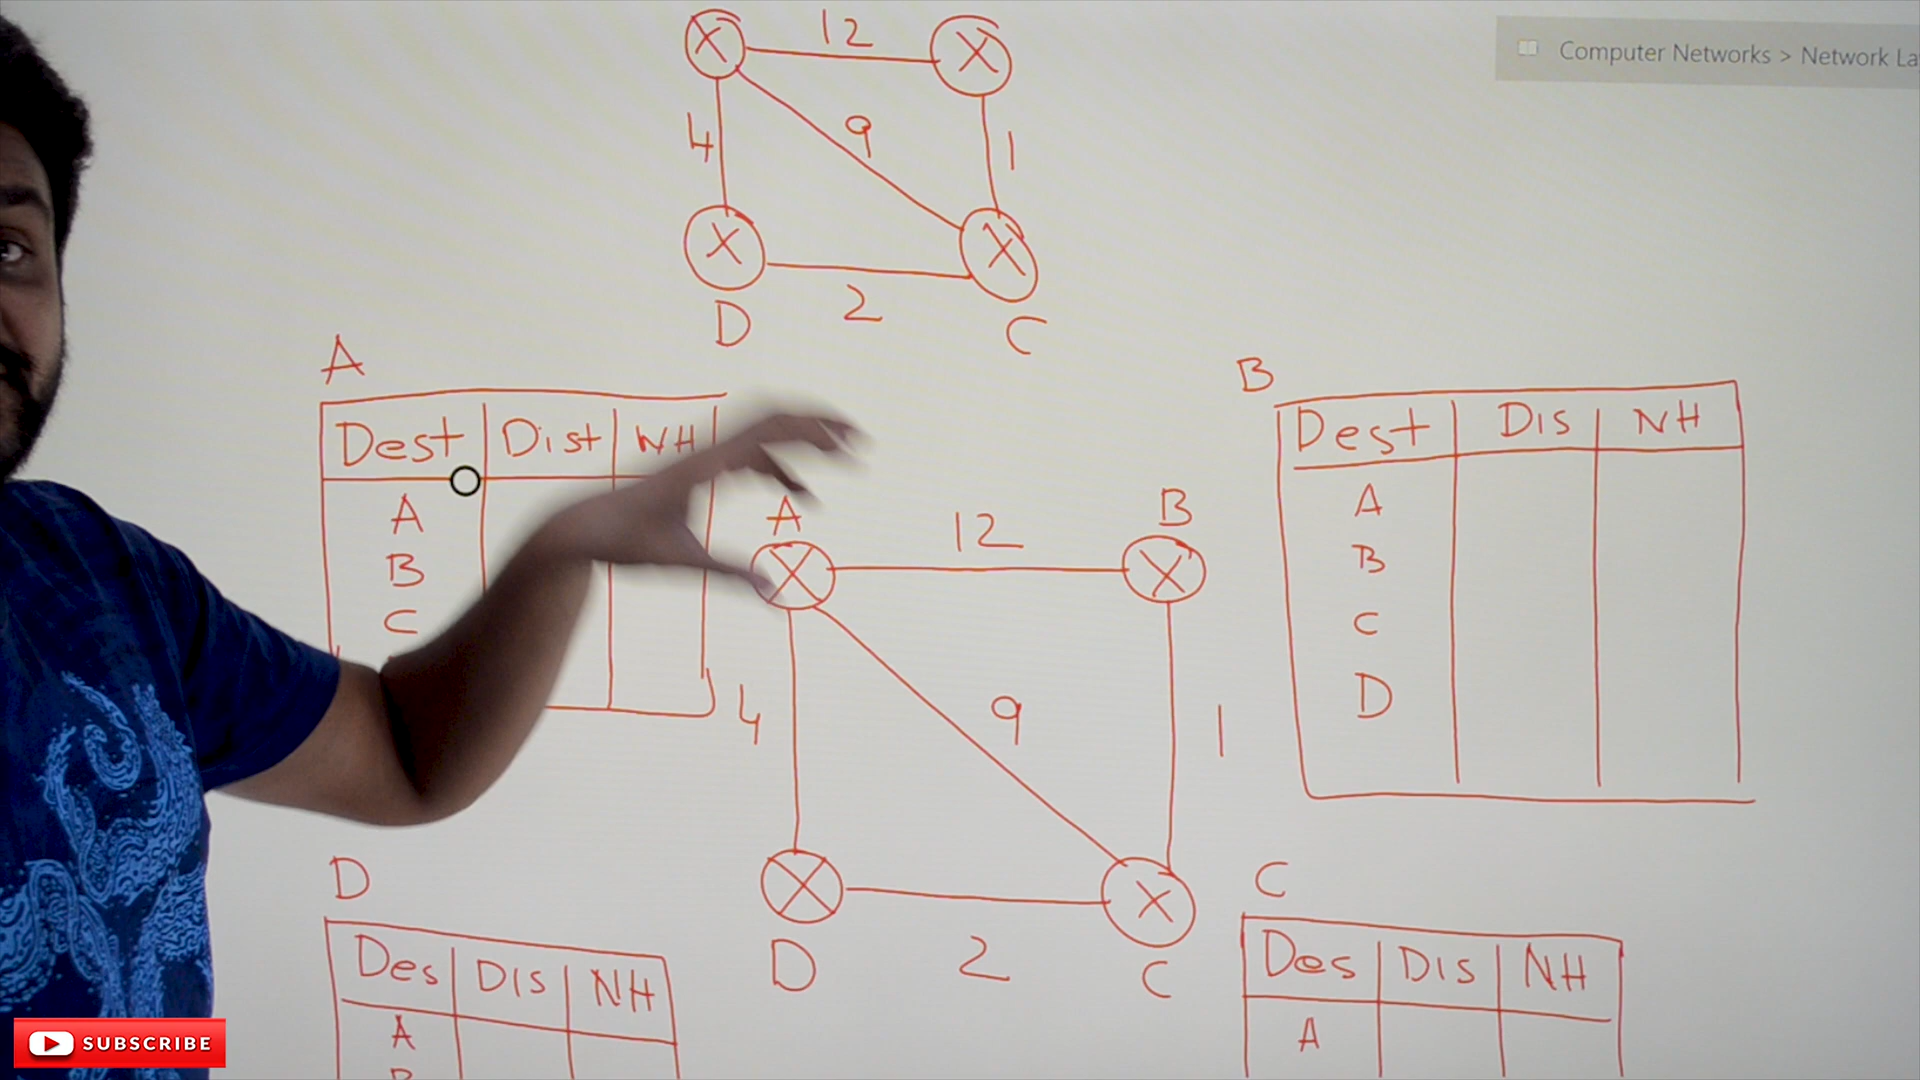 12
Computer Networks > Network La
4
9
1
2
D
C
A
Dest Dist NH
A
B
C
B
Dest Dis NH
A
B
C
D
A
12
B
4
9
1
D
2
C
D
Des Dis NH
A
C
Des Dis NH
A
SUBSCRIBE